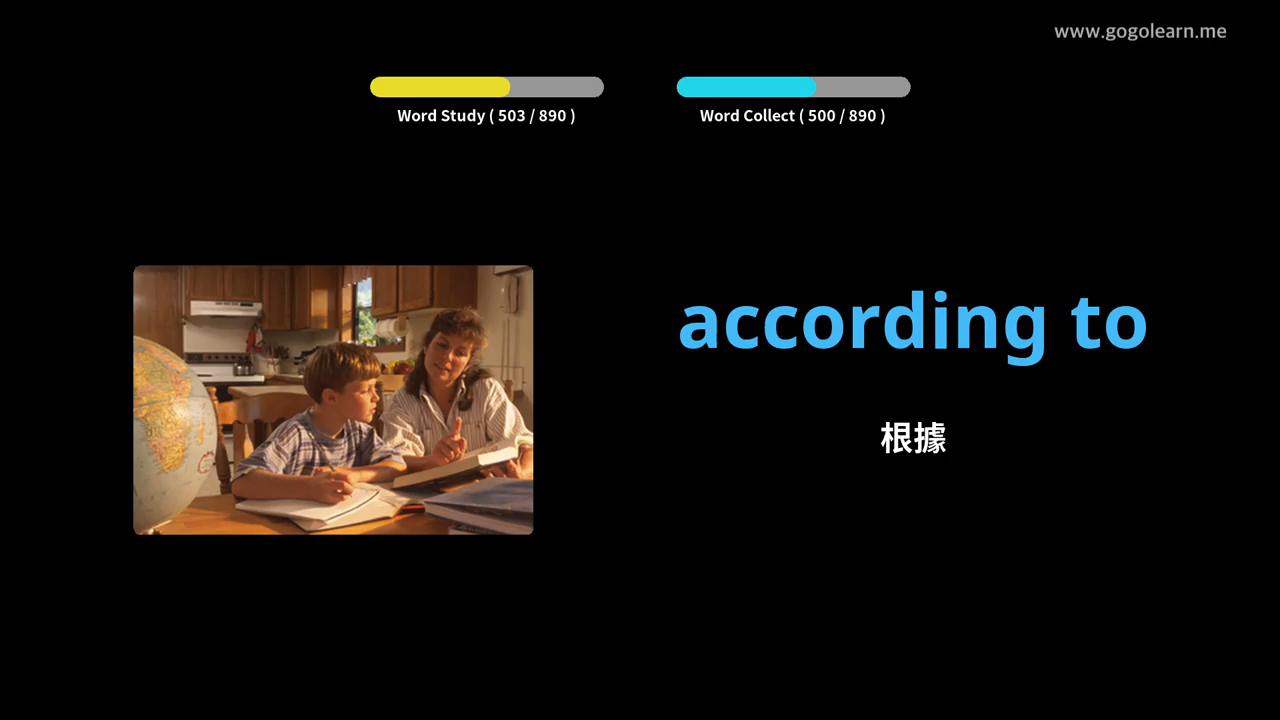 www.gogolearn.me
Word Study ( 503 / 890 )
Word Collect ( 500 / 890 )
according to
根據